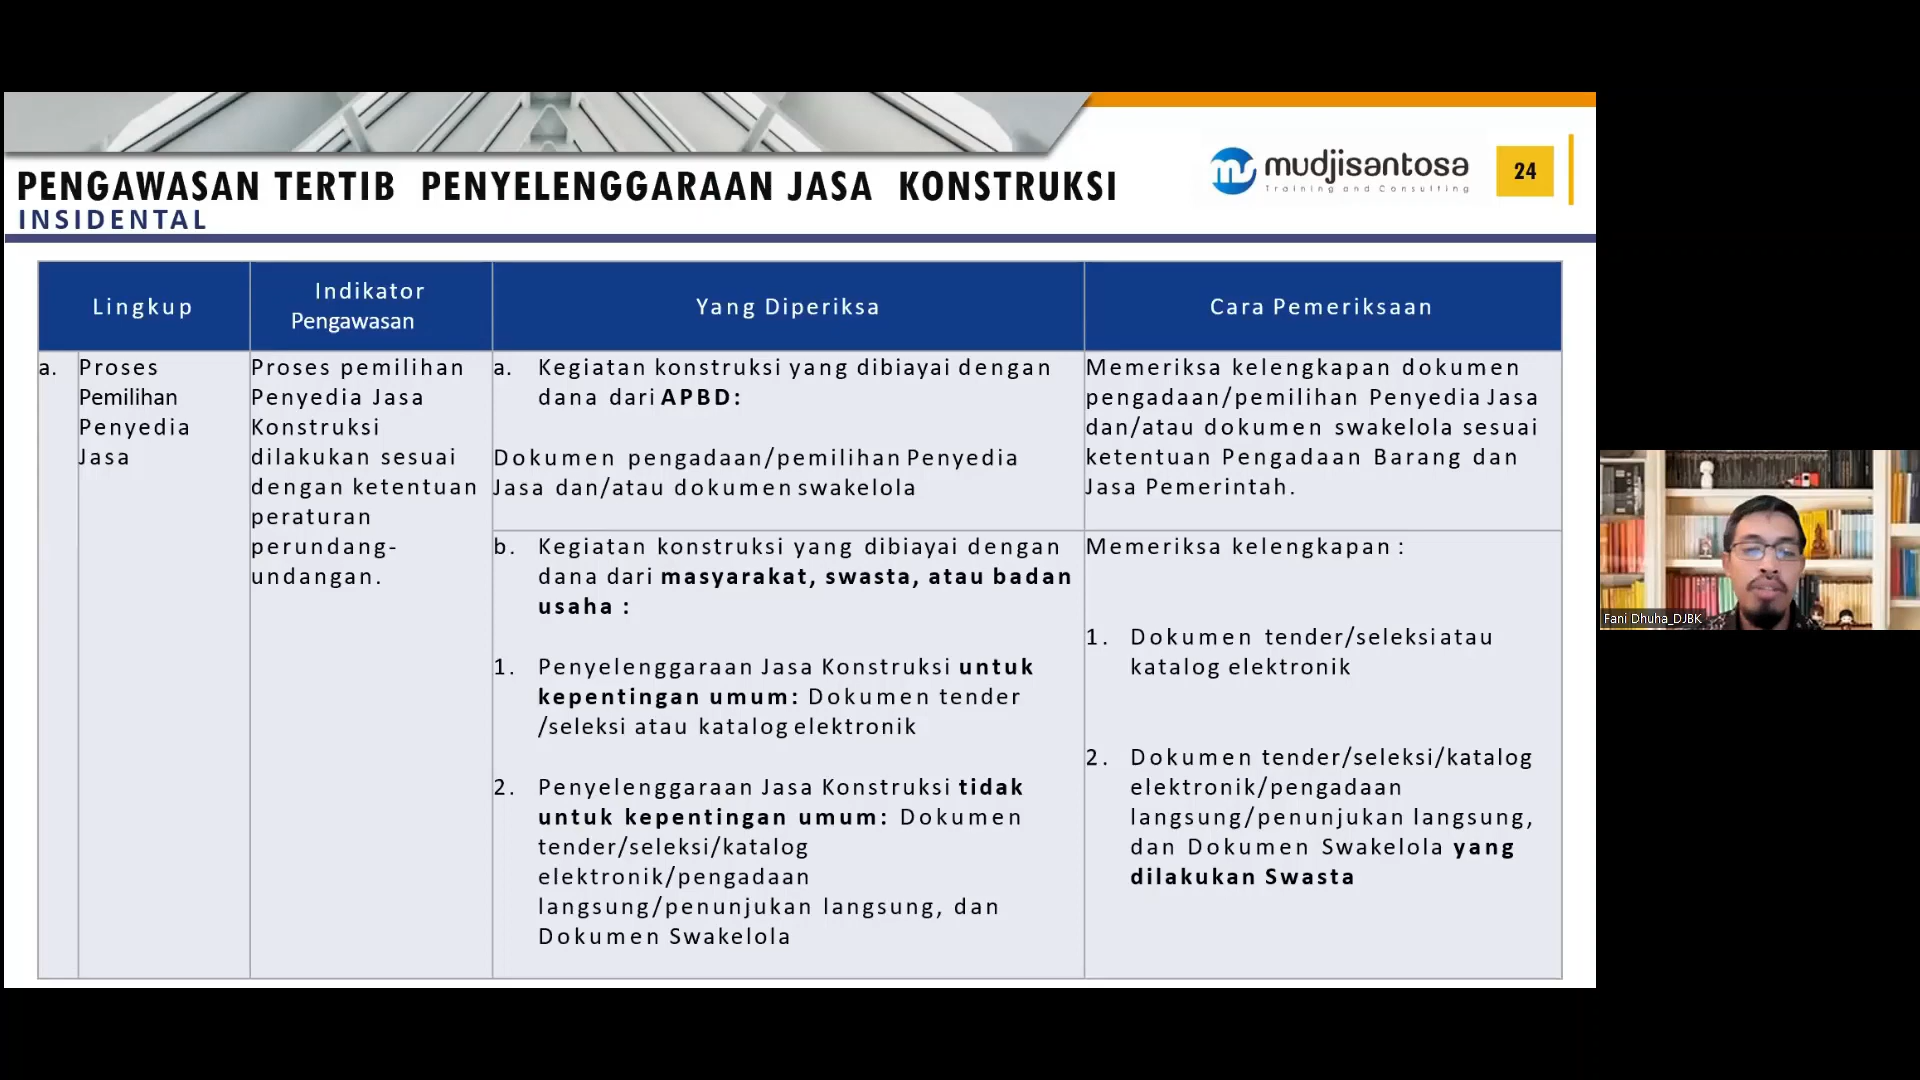 mudjisantosa
Training and Consulting
24
PENGAWASAN TERTIB PENYELENGGARAAN JASA KONSTRUKSI
INSIDENTAL
Lingkup
Indikator
Pengawasan
Yang Diperiksa
Cara Pemeriksaan
a. Proses
Pemilihan
Penyedia
Jasa
Proses pemilihan
Penyedia Jasa
Konstruksi
dilakukan sesuai
dengan ketentuan
peraturan
perundang-
undangan.
a. Kegiatan konstruksi yang dibiayai dengan
dana dari APBD:
Dokumen pengadaan/pemilihan Penyedia
Jasa dan/atau dokumen swakelola
Memeriksa kelengkapan dokumen
pengadaan/pemilihan Penyedia Jasa
dan/atau dokumen swakelola sesuai
ketentuan Pengadaan Barang dan
Jasa Pemerintah.
b. Kegiatan konstruksi yang dibiayai dengan
dana dari masyarakat, swasta, atau badan
usaha :
1. Penyelenggaraan Jasa Konstruksi untuk
kepentingan umum: Dokumen tender
/seleksi atau katalog elektronik
2. Penyelenggaraan Jasa Konstruksi tidak
untuk kepentingan umum: Dokumen
tender/seleksi/katalog
elektronik/pengadaan
langsung/penunjukan langsung, dan
Dokumen Swakelola
Memeriksa kelengkapan :
1. Dokumen tender/seleksiatau
katalog elektronik
2. Dokumen tender/seleksi/katalog
elektronik/pengadaan
langsung/penunjukan langsung,
dan Dokumen Swakelola yang
dilakukan Swasta
Fani Dhuha_DJBK